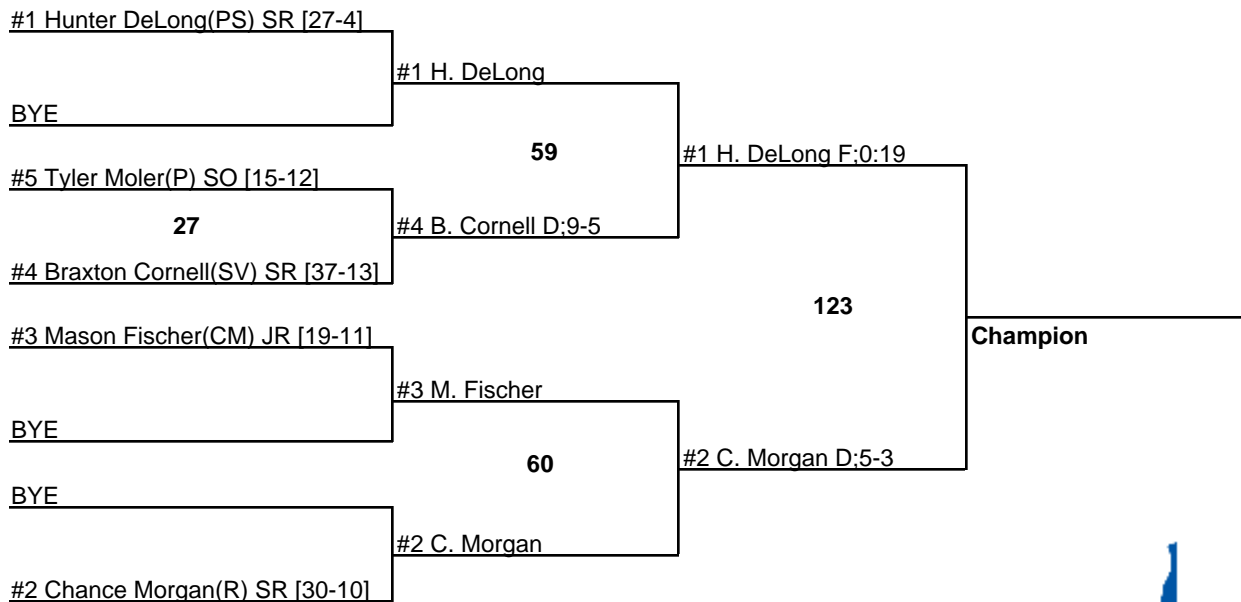 #1 Hunter DeLong(PS) SR [27-4]
#1 H. DeLong
BYE
59
#1 H. DeLong F;0:19
#5 Tyler Moler(P) SO [15-12]
27
#4 B. Cornell D;9-5
#4 Braxton Cornell(SV) SR [37-13]
123
#3 Mason Fischer(CM) JR [19-11]
Champion
#3 M. Fischer
BYE
60
#2 C. Morgan D;5-3
BYE
#2 C. Morgan
#2 Chance Morgan(R) SR [30-10]